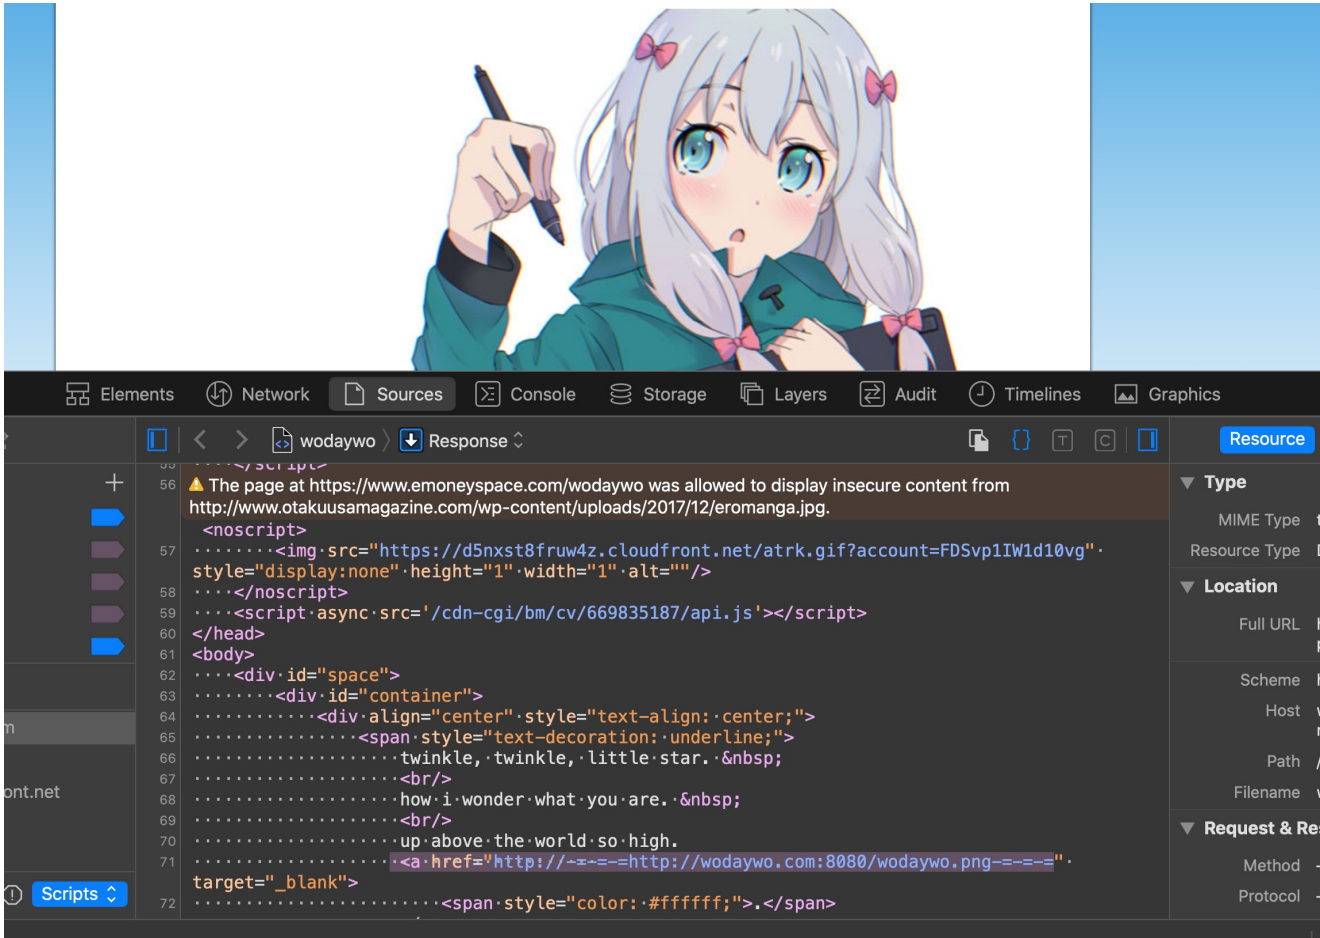 Elements Network Sources Console Storage Layers Audit Timelines Graphics
wodaywo Response T C Resource
+
55 ····</script>
56 The page at https://www.emoneyspace.com/wodaywo was allowed to display insecure content from
http://www.otakuusamagazine.com/wp-content/uploads/2017/12/eromanga.jpg.
<noscript>
57 ········<img·src="https://d5nxst8fruw4z.cloudfront.net/atrk.gif?account=FDSvp1IW1d10vg"·
style="display:none"·height="1"·width="1"·alt=""/>
58 ····</noscript>
59 ····<script·async·src='/cdn-cgi/bm/cv/669835187/api.js'></script>
60 </head>
61 <body>
62 ····<div·id="space">
63 ········<div·id="container">
64 ············<div·align="center"·style="text-align:·center;">
65 ················<span·style="text-decoration:·underline;">
66 ····················twinkle,·twinkle,·little·star.·&nbsp;
67 ····················<br/>
68 ····················how·i·wonder·what·you·are.·&nbsp;
69 ····················<br/>
70 ····················up·above·the·world·so·high.
71 ····················<a·href="http://-=-=-=http://wodaywo.com:8080/wodaywo.png-=-=-="·
target="_blank">
72 ························<span·style="color:·#ffffff;">.</span>
m
ont.net
Scripts
Type
MIME Type
Resource Type
Location
Full URL
Scheme
Host
Path /
Filename
Request & Re
Method
Protocol